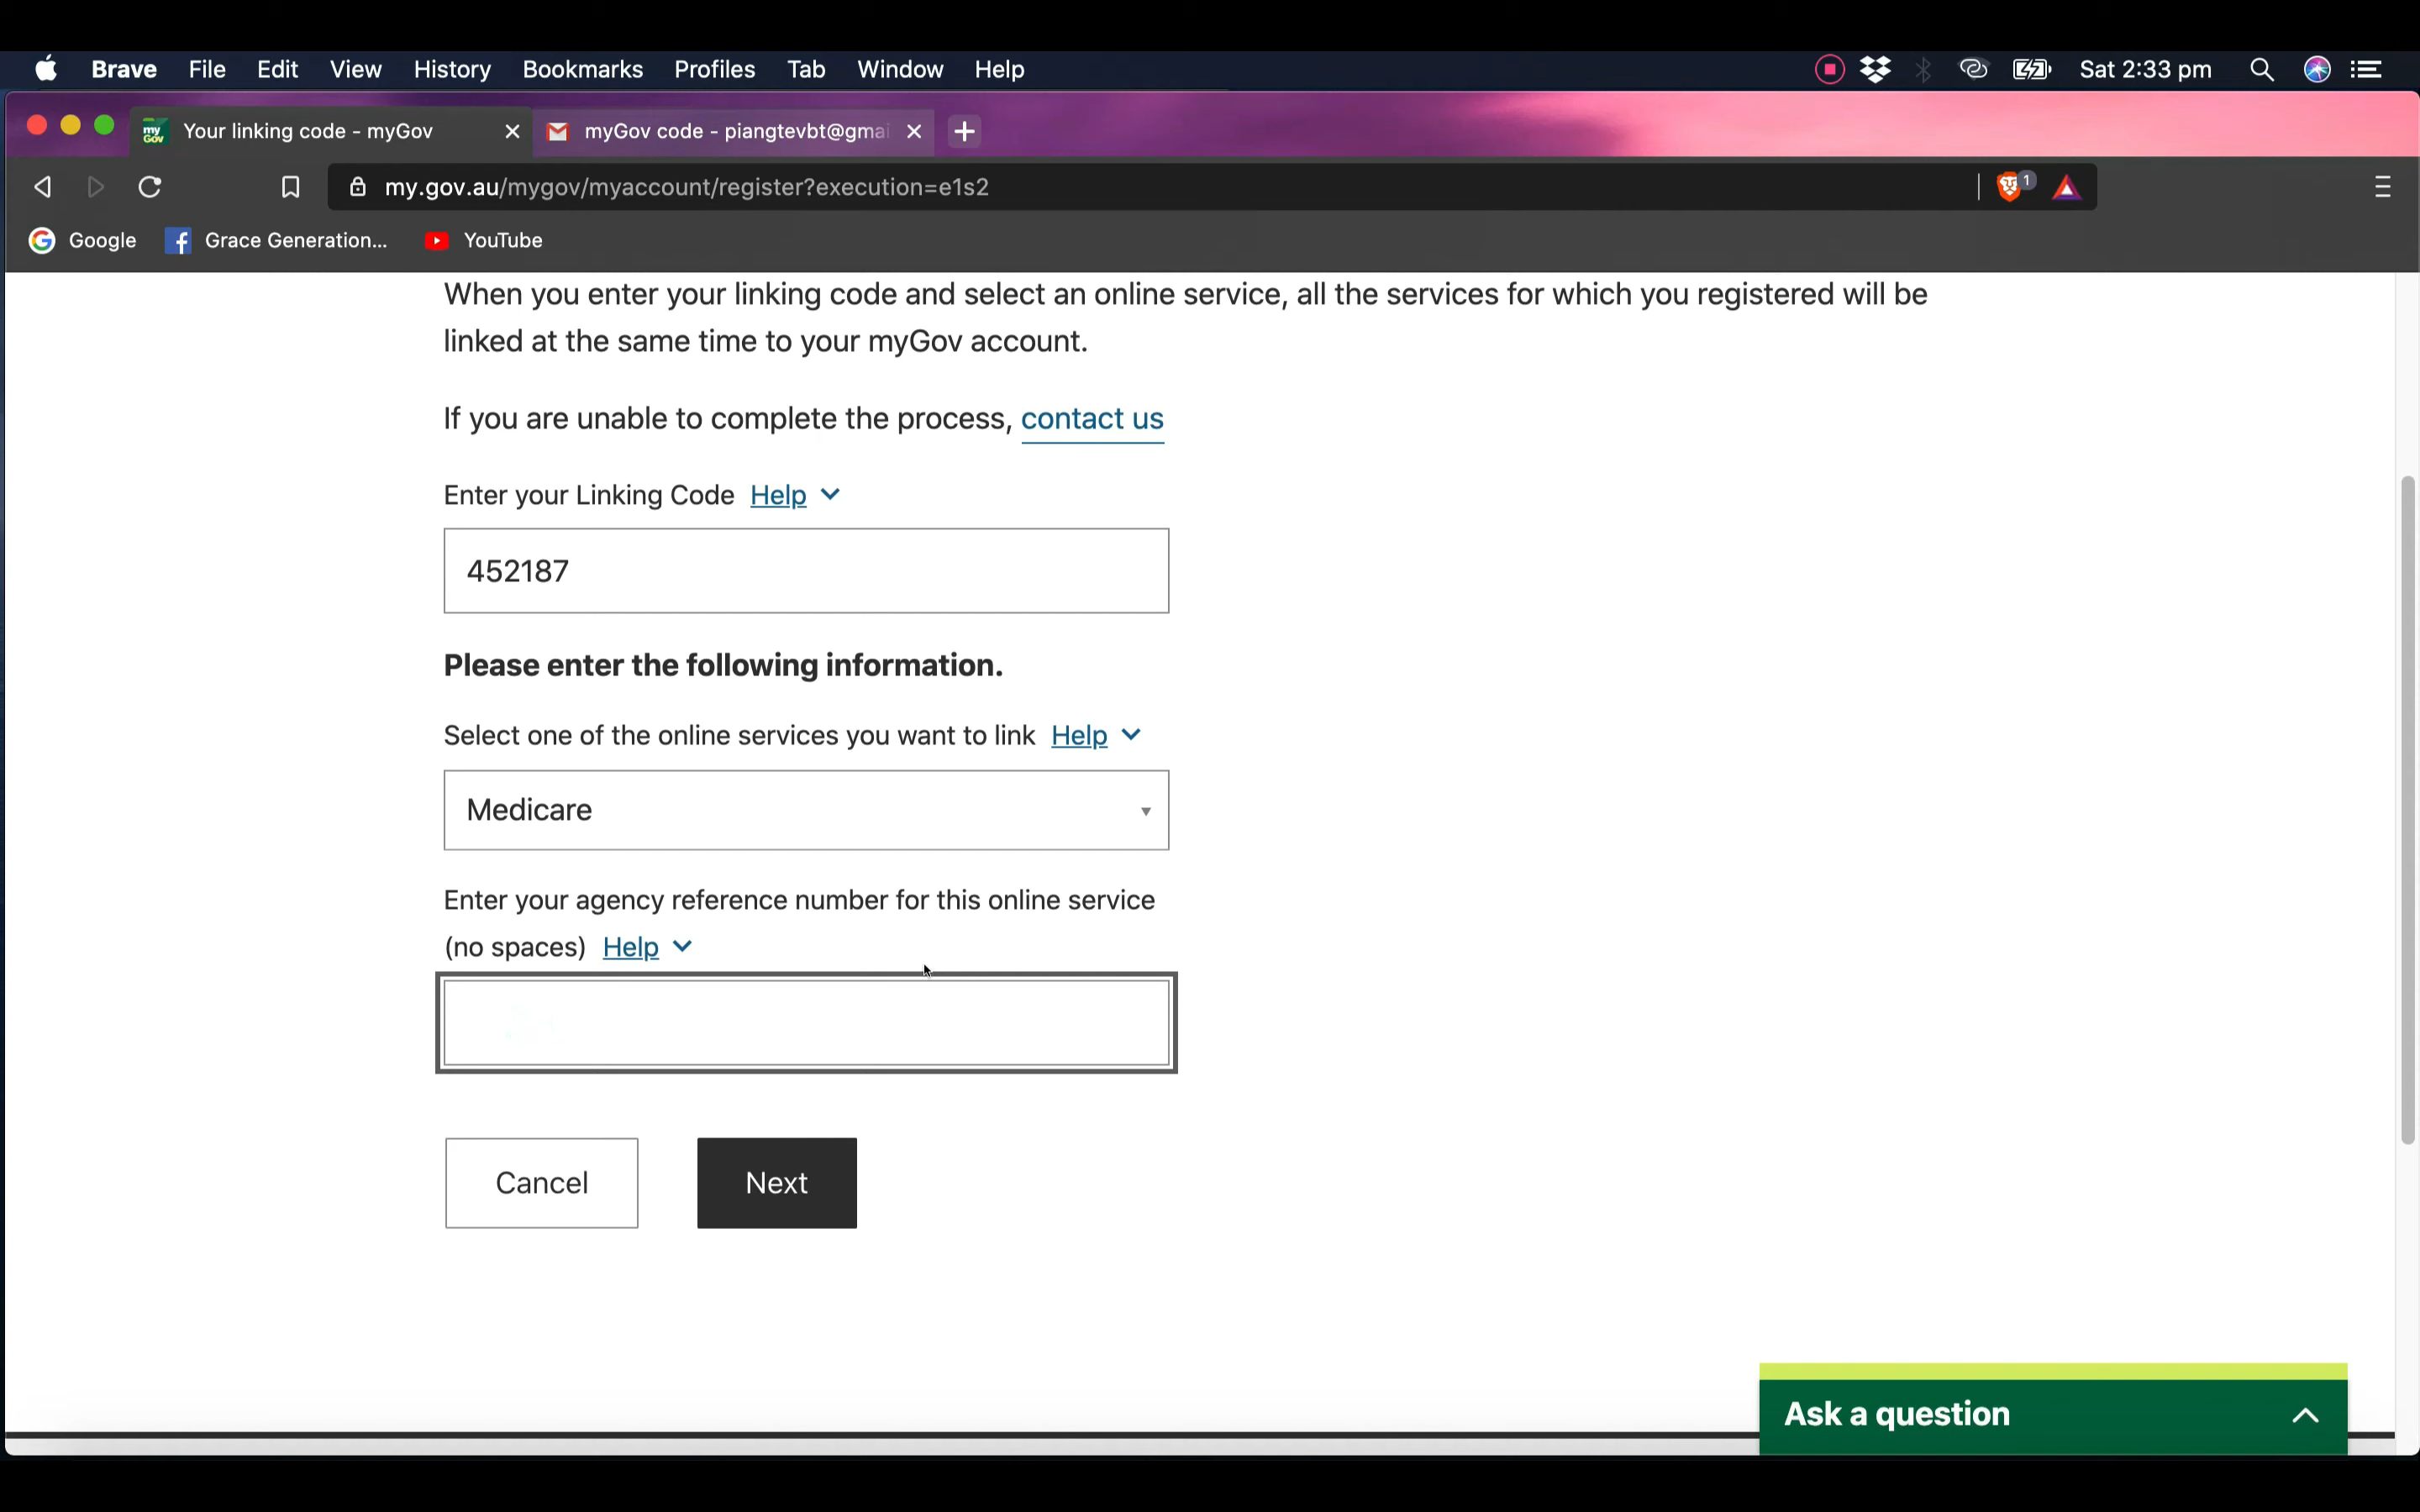 Brave File Edit View History Bookmarks Profiles Tab Window Help Sat 2:33 pm
my Gov Your linking code - myGov myGov code - piangtevbt@gmai
my.gov.au/mygov/myaccount/register?execution=e1s2 1
Google Grace Generation... YouTube
When you enter your linking code and select an online service, all the services for which you registered will be
linked at the same time to your myGov account.
If you are unable to complete the process, contact us
Enter your Linking Code Help
452187
Please enter the following information.
Select one of the online services you want to link Help
Medicare
Enter your agency reference number for this online service
(no spaces) Help
Cancel Next
Ask a question